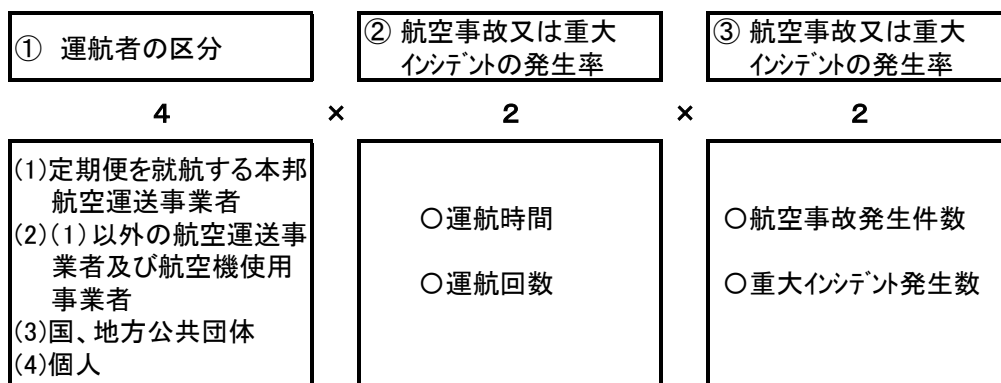 ① 運航者の区分
② 航空事故又は重大
インシデントの発生率
③ 航空事故又は重大
インシデントの発生率
4 × 2 × 2
(1)定期便を就航する本邦
航空運送事業者
(2)(1)以外の航空運送事
業者及び航空機使用
事業者
(3)国、地方公共団体
(4)個人
〇運航時間
〇運航回数
〇航空事故発生件数
〇重大インシデント発生数